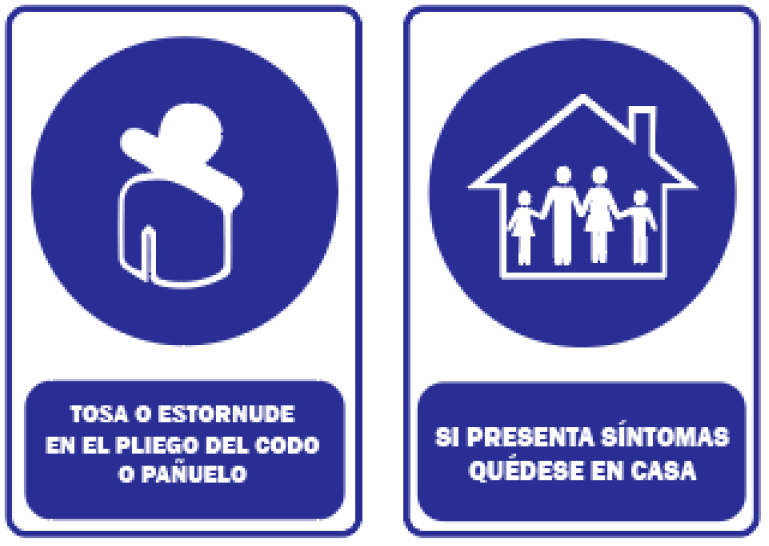 TOSA O ESTORNUDE
EN EL PLIEGO DEL CODO
O PAÑUELO
SI PRESENTA SÍNTOMAS
QUÉDESE EN CASA